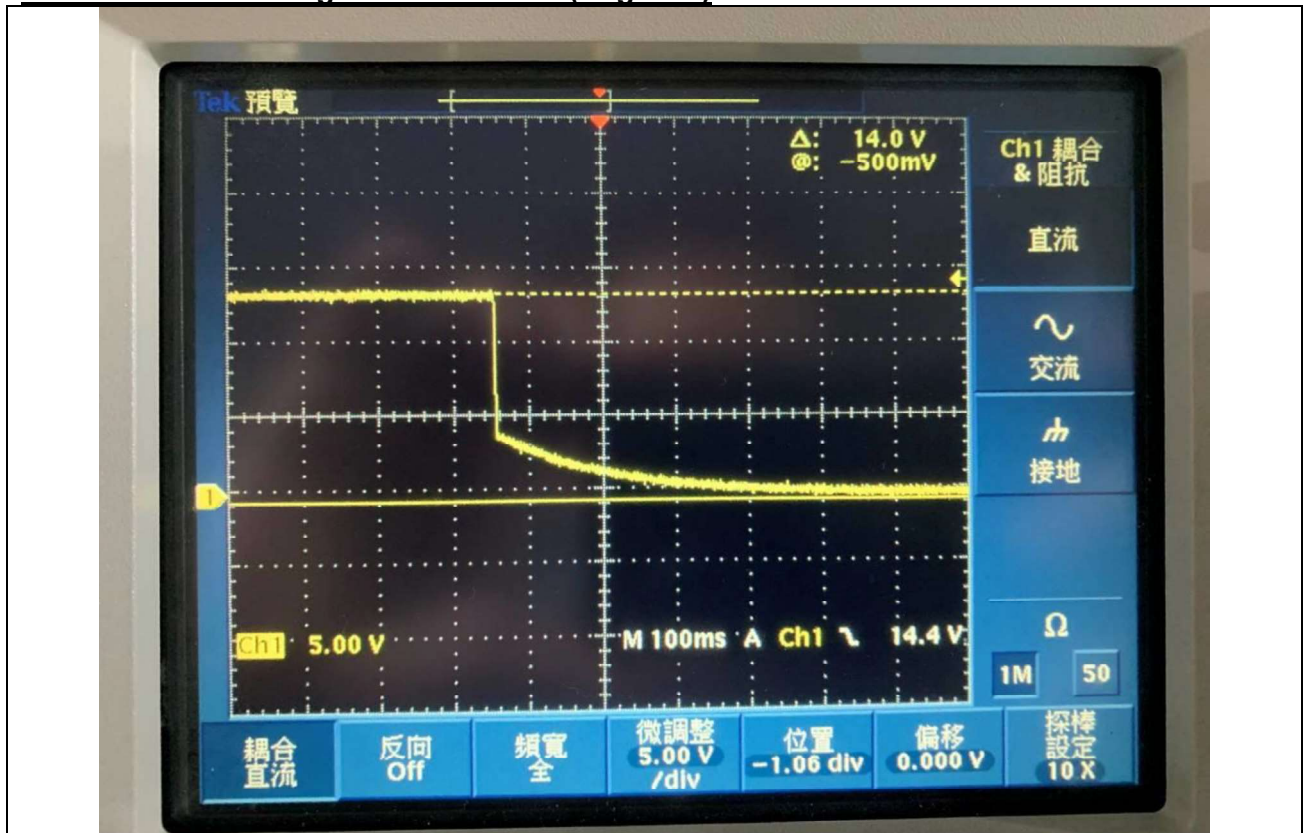 Tek 預覽
Δ: 14.0 V
@: −500mV
Ch1 耦合
& 阻抗
直流
交流
接地
1
Ch1 5.00 V M 100ms A Ch1 14.4 V
Ω
1M 50
耦合
直流
反向
Off
頻寬
全
微調整
5.00 V
/div
位置
−1.06 div
偏移
0.000 V
探棒
設定
10 X